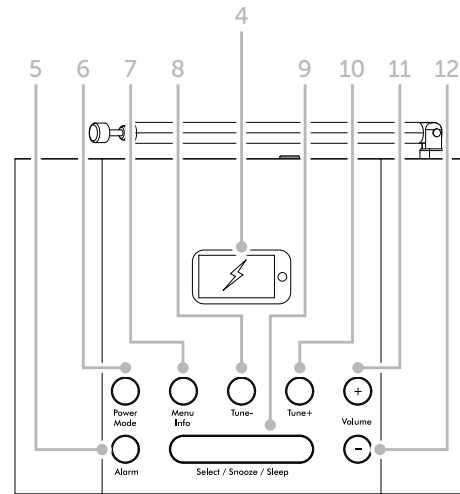 4
5 6 7 8 9 10 11 12
+
Power Mode
Menu Info
Tune-
Tune+
Volume
-
Alarm
Select / Snooze / Sleep